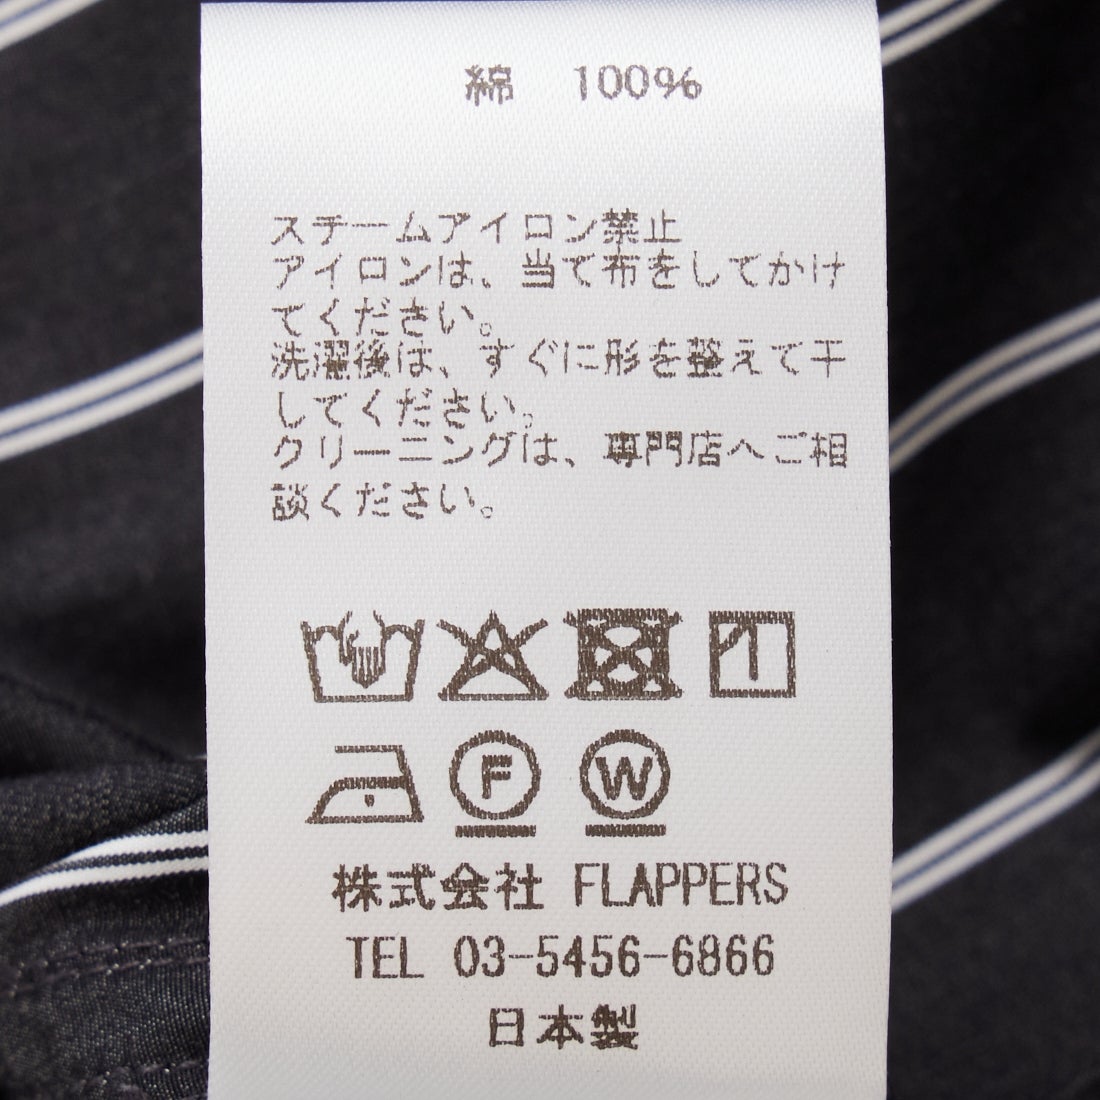 綿　100%
スチームアイロン禁止
アイロンは、当て布をしてかけ
てください。
洗濯後は、すぐに形を整えて干
してください。
クリーニングは、専門店へご相
談ください。
F W
株式会社 FLAPPERS
TEL 03-5456-6866
日本製